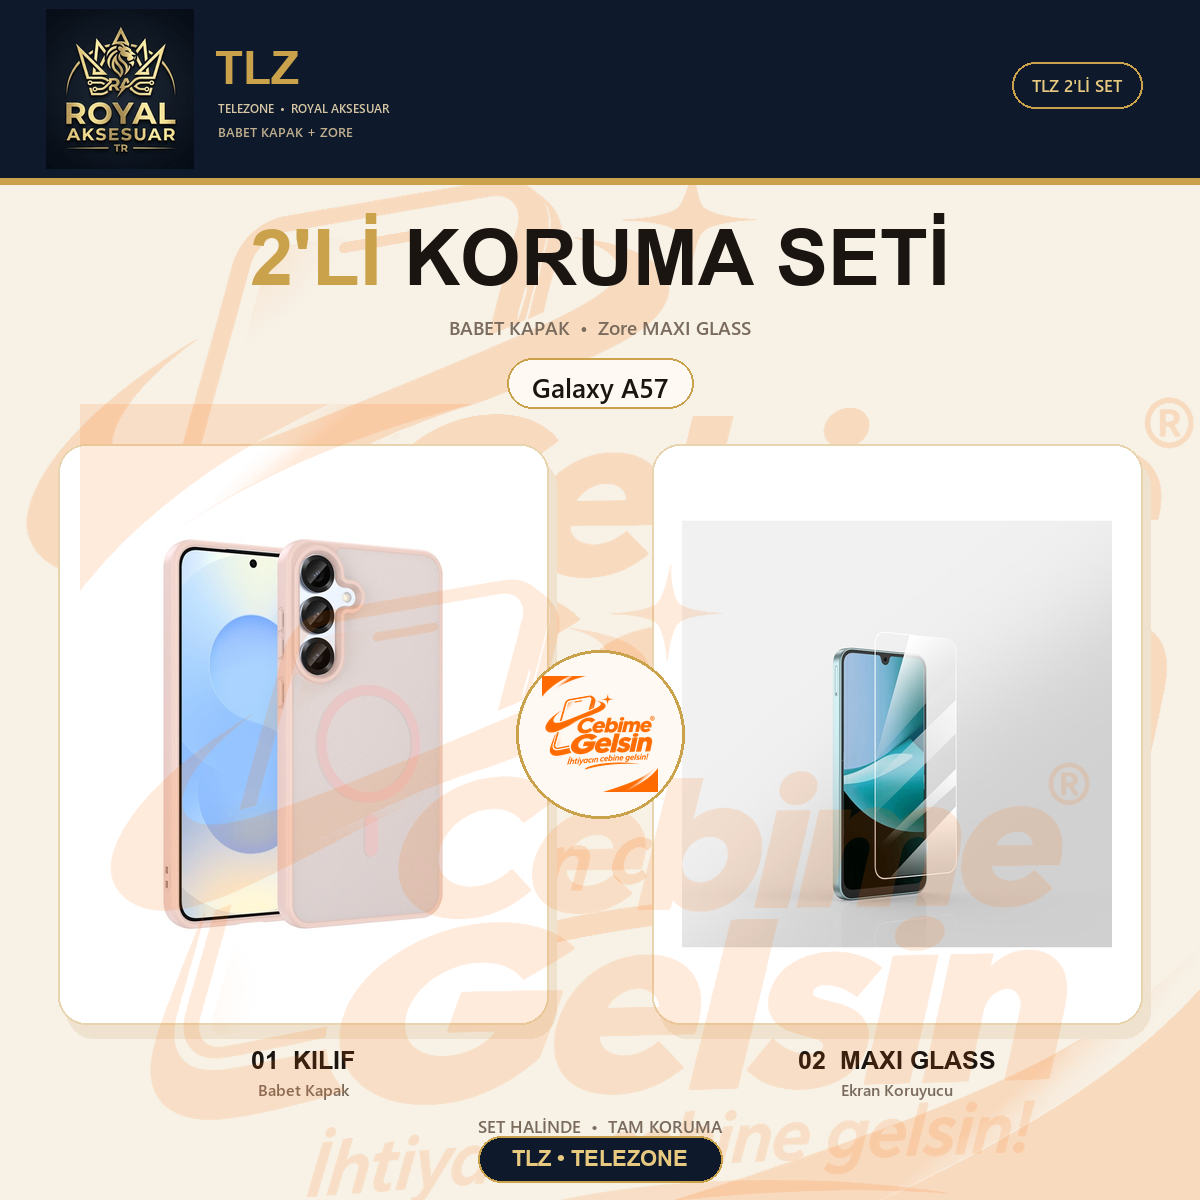 ROYAL
AKSESUAR
TR
TLZ
TELEZONE • ROYAL AKSESUAR
BABET KAPAK + ZORE
TLZ 2'Lİ SET
2'Lİ KORUMA SETİ
BABET KAPAK • Zore MAXI GLASS
Galaxy A57
Cebime®
Gelsin
İhtiyacın cebine gelsin!
Cebime®
Gelsin
01 KILIF
Babet Kapak
02 MAXI GLASS
Ekran Koruyucu
SET HALİNDE • TAM KORUMA
TLZ • TELEZONE